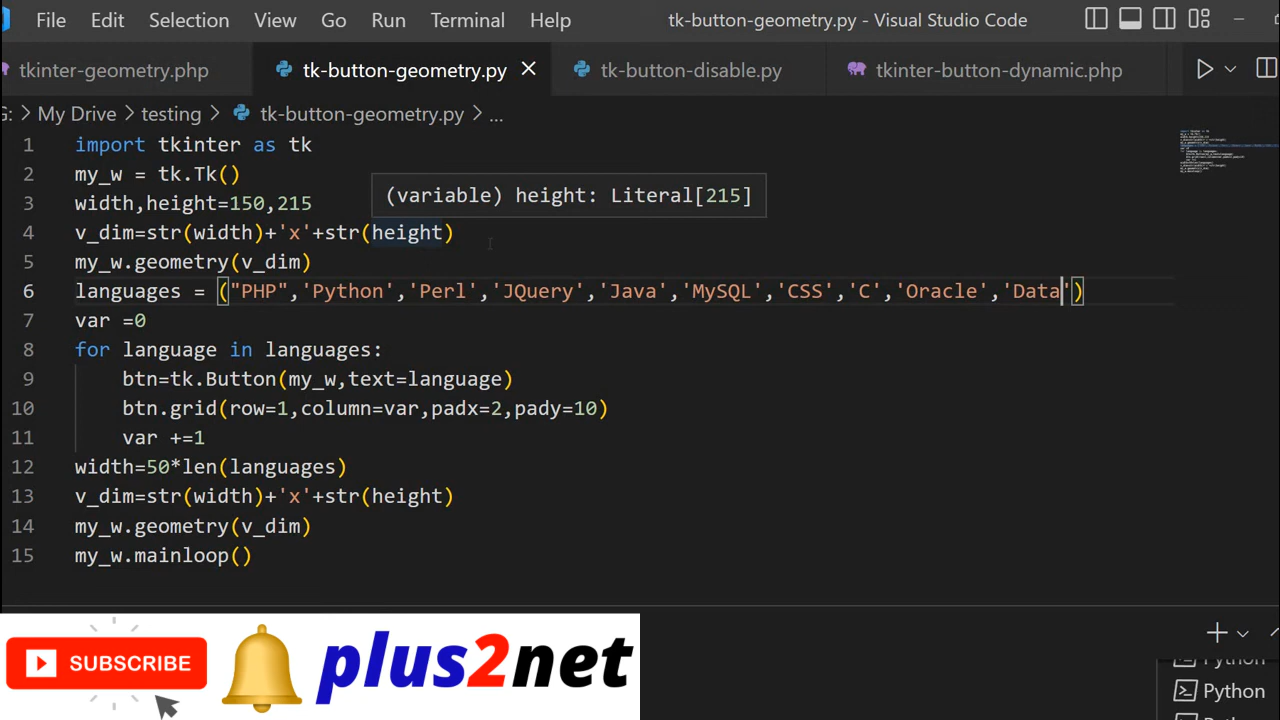 File Edit Selection View Go Run Terminal Help tk-button-geometry.py - Visual Studio Code
tkinter-geometry.php tk-button-geometry.py tk-button-disable.py tkinter-button-dynamic.php
G: > My Drive > testing > tk-button-geometry.py > ...
1 import tkinter as tk
2 my_w = tk.Tk()
(variable) height: Literal[215]
3 width,height=150,215
4 v_dim=str(width)+'x'+str(height)
5 my_w.geometry(v_dim)
6 languages = ("PHP",'Python','Perl','JQuery','Java','MySQL','CSS','C','Oracle','Data')
7 var =0
8 for language in languages:
9     btn=tk.Button(my_w,text=language)
10     btn.grid(row=1,column=var,padx=2,pady=10)
11     var +=1
12 width=50*len(languages)
13 v_dim=str(width)+'x'+str(height)
14 my_w.geometry(v_dim)
15 my_w.mainloop()
SUBSCRIBE plus2net
Python
Python